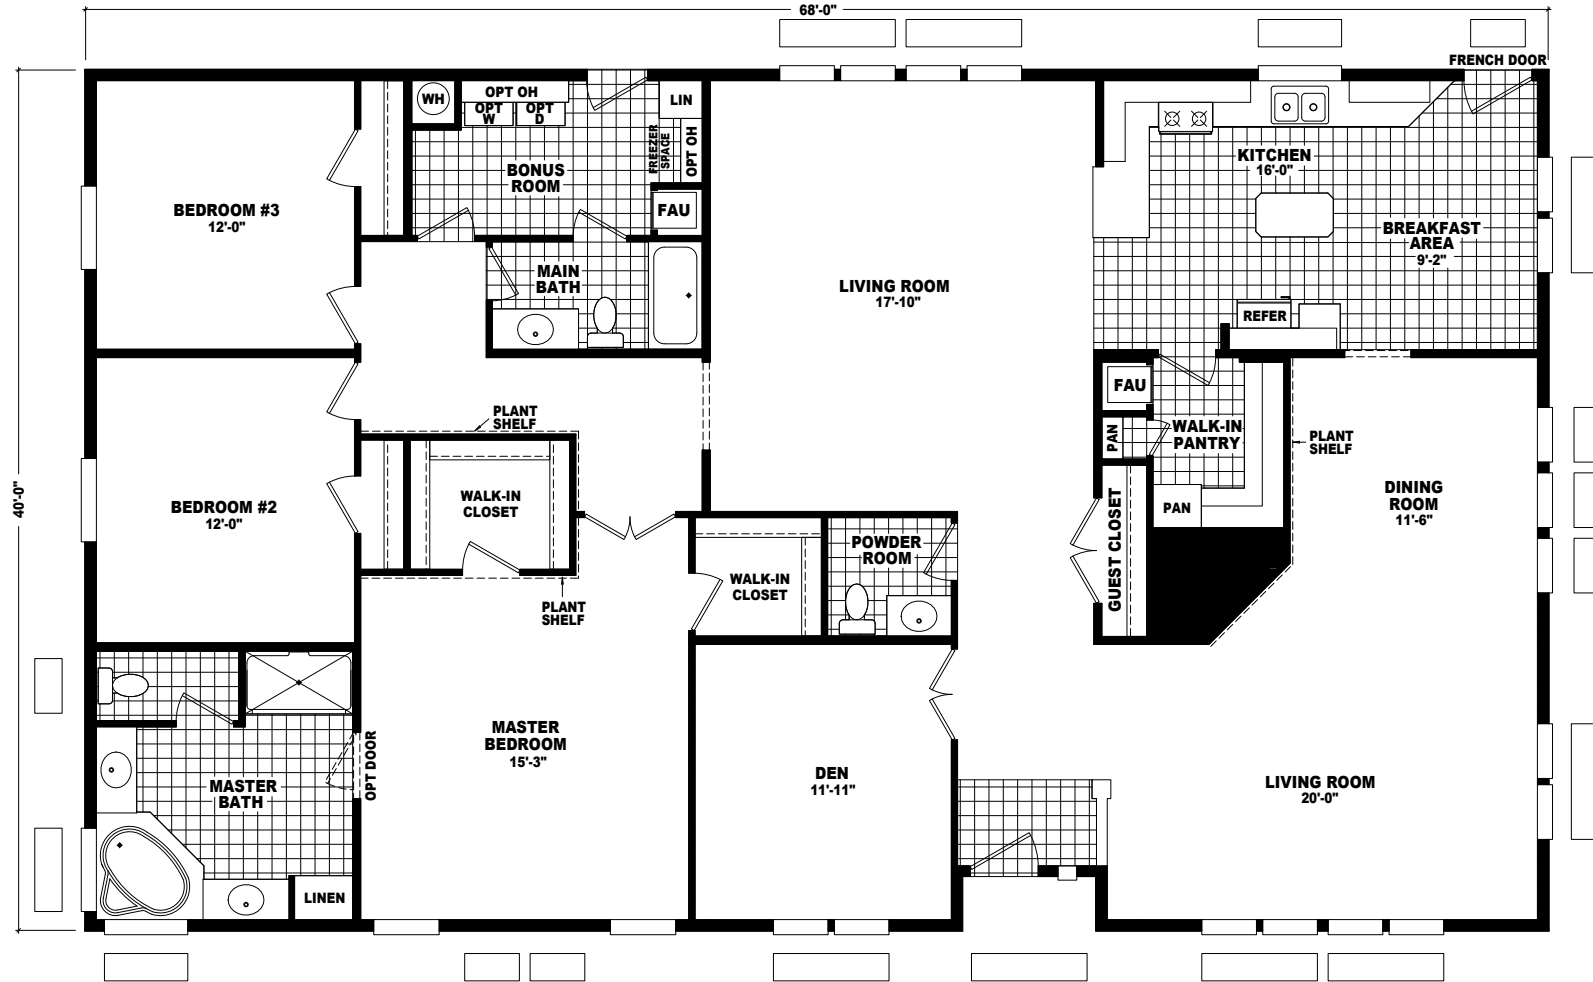 68'-0"
FRENCH DOOR
WH
OPT OH
OPT
W
OPT
D
LIN
FREEZER
SPACE
OPT OH
BONUS
ROOM
FAU
KITCHEN
16'-0"
BEDROOM #3
12'-0"
BREAKFAST
AREA
9'-2"
MAIN
BATH
LIVING ROOM
17'-10"
REFER
FAU
PLANT
SHELF
PAN
WALK-IN
PANTRY
PLANT
SHELF
40'-0"
BEDROOM #2
12'-0"
WALK-IN
CLOSET
PAN
DINING
ROOM
11'-6"
GUEST CLOSET
POWDER
ROOM
WALK-IN
CLOSET
PLANT
SHELF
MASTER
BEDROOM
15'-3"
OPT DOOR
MASTER
BATH
DEN
11'-11"
LIVING ROOM
20'-0"
LINEN